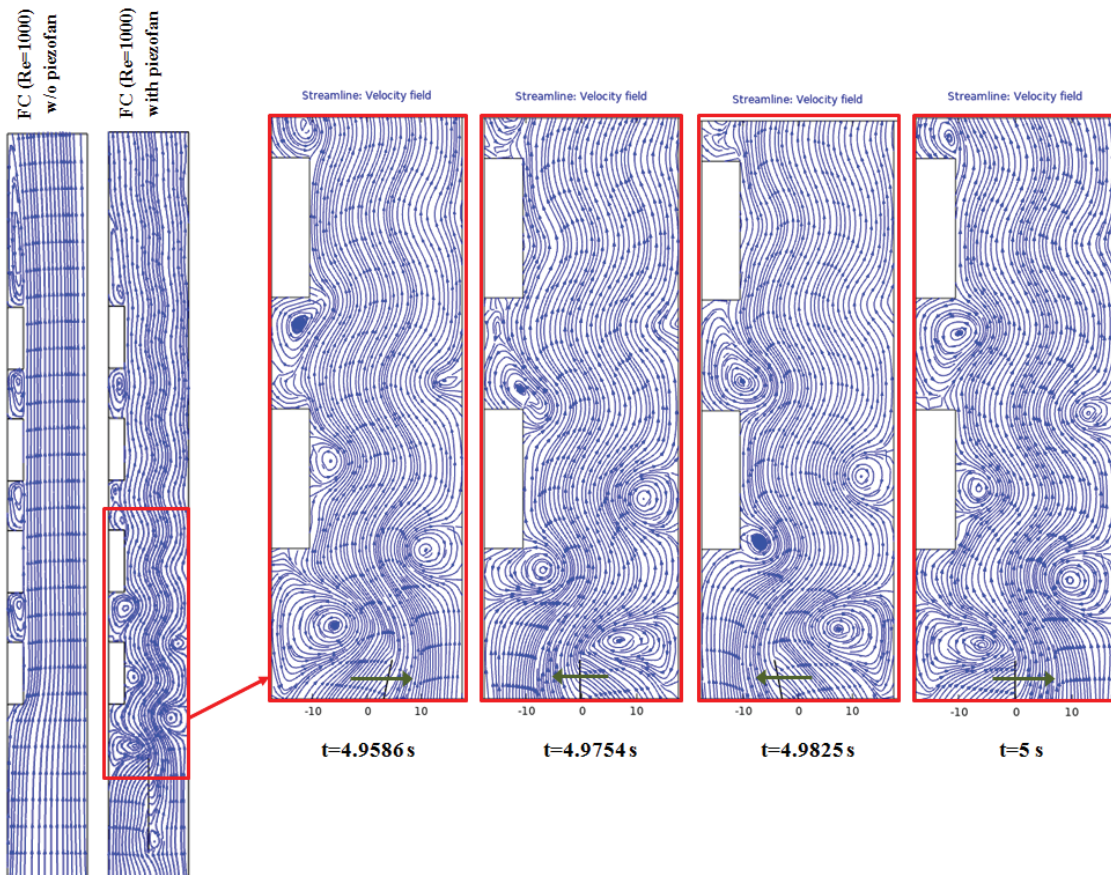 FC (Re=1000)
w/o piezofan
FC (Re=1000)
with piezofan
Streamline: Velocity field
Streamline: Velocity field
Streamline: Velocity field
Streamline: Velocity field
-10 0 10
-10 0 10
-10 0 10
-10 0 10
t=4.9586 s
t=4.9754 s
t=4.9825 s
t=5 s